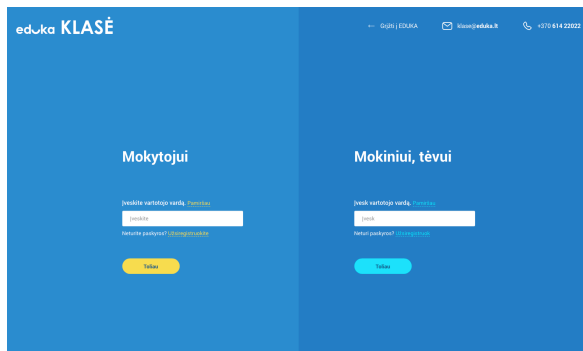 eduka KLASĖ
← Grįžti į EDUKA
klase@eduka.lt
+370 614 22022
Mokytojui
Įveskite vartotojo vardą. Pamiršau
Įveskite
Neturite paskyros? Užsiregistruokite
Toliau
Mokiniui, tėvui
Įvesk vartotojo vardą. Pamiršau
Įvesk
Neturi paskyros? Užsiregistruok
Toliau